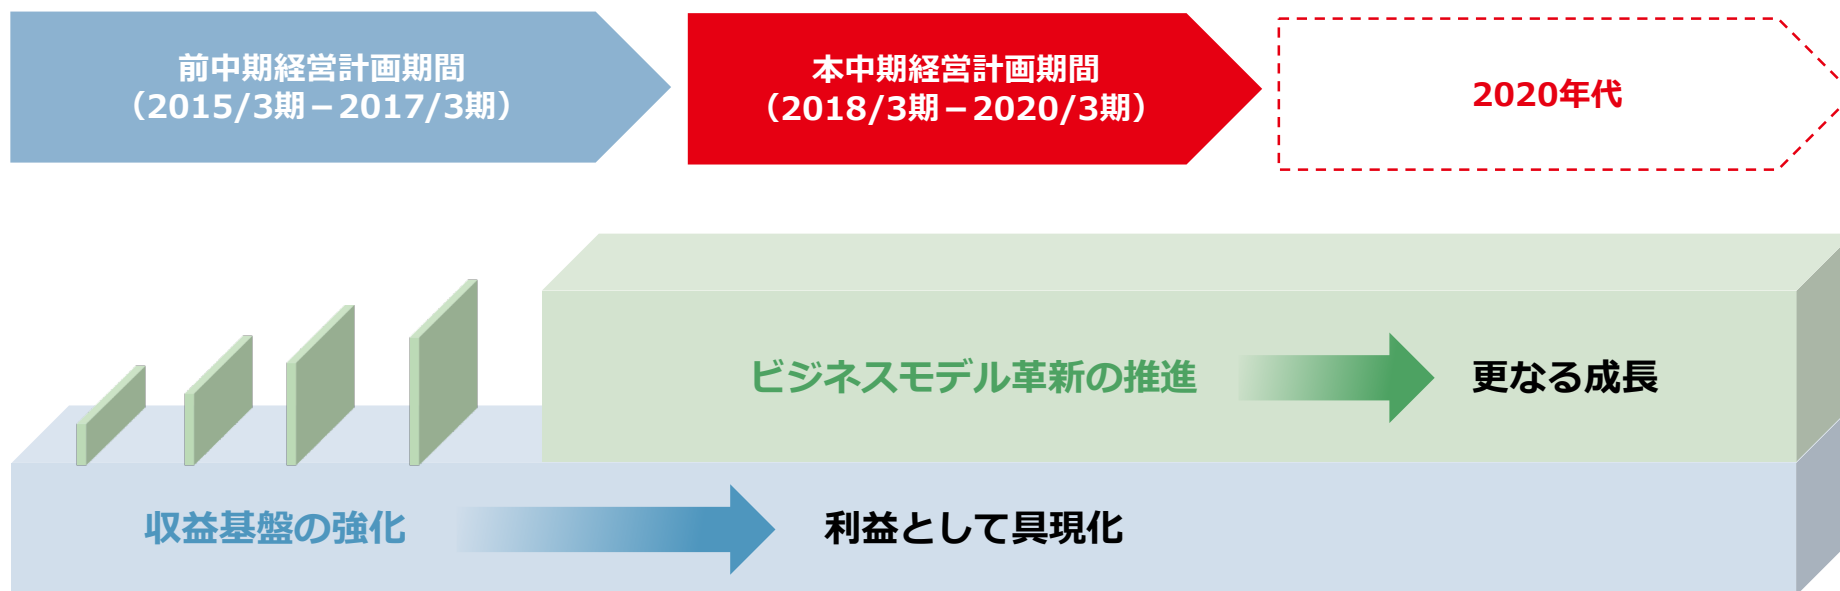 前中期経営計画期間
（2015/3期－2017/3期）
本中期経営計画期間
（2018/3期－2020/3期）
2020年代
ビジネスモデル革新の推進
更なる成長
収益基盤の強化
利益として具現化